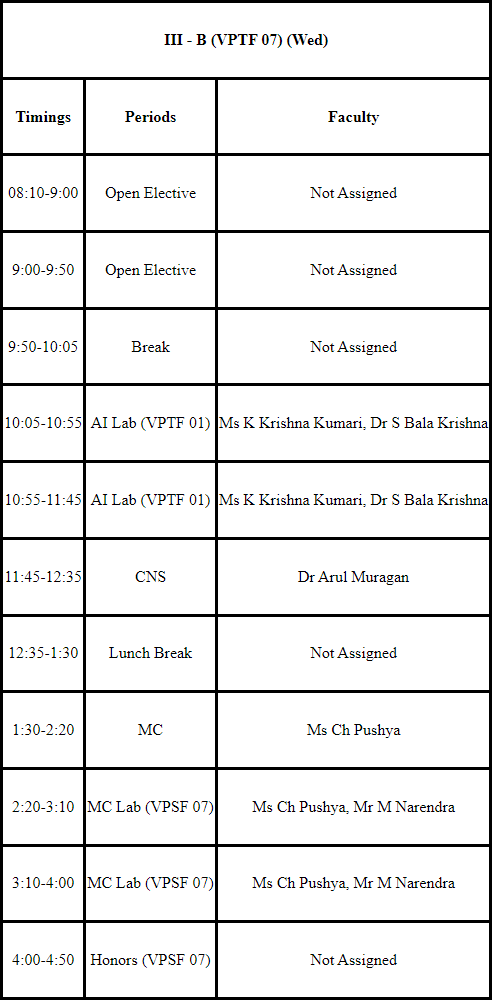 III - B (VPTF 07) (Wed)
Timings Periods Faculty
08:10-9:00 Open Elective Not Assigned
9:00-9:50 Open Elective Not Assigned
9:50-10:05 Break Not Assigned
10:05-10:55 AI Lab (VPTF 01) Ms K Krishna Kumari, Dr S Bala Krishna
10:55-11:45 AI Lab (VPTF 01) Ms K Krishna Kumari, Dr S Bala Krishna
11:45-12:35 CNS Dr Arul Muragan
12:35-1:30 Lunch Break Not Assigned
1:30-2:20 MC Ms Ch Pushya
2:20-3:10 MC Lab (VPSF 07) Ms Ch Pushya, Mr M Narendra
3:10-4:00 MC Lab (VPSF 07) Ms Ch Pushya, Mr M Narendra
4:00-4:50 Honors (VPSF 07) Not Assigned